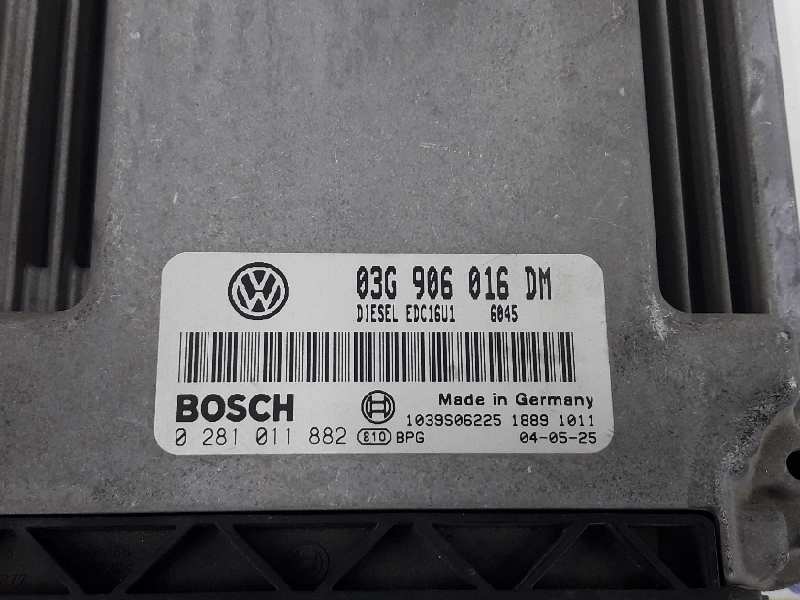 03G 906 016 DM
DIESEL EDC16U1 6045
BOSCH
Made in Germany
1039S06225 1889 1011
0 281 011 882 E10 BPG 04-05-25